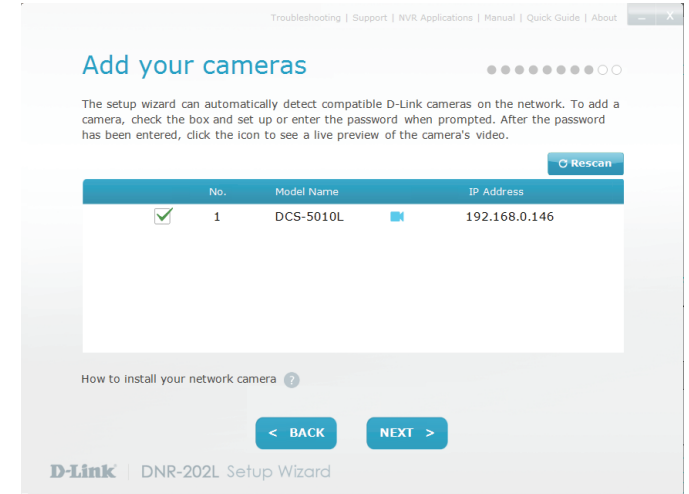 Troubleshooting | Support | NVR Applications | Manual | Quick Guide | About
Add your cameras
The setup wizard can automatically detect compatible D-Link cameras on the network. To add a
camera, check the box and set up or enter the password when prompted. After the password
has been entered, click the icon to see a live preview of the camera's video.
Rescan
No. Model Name IP Address
1 DCS-5010L 192.168.0.146
How to install your network camera ?
< BACK NEXT >
D-Link | DNR-202L Setup Wizard